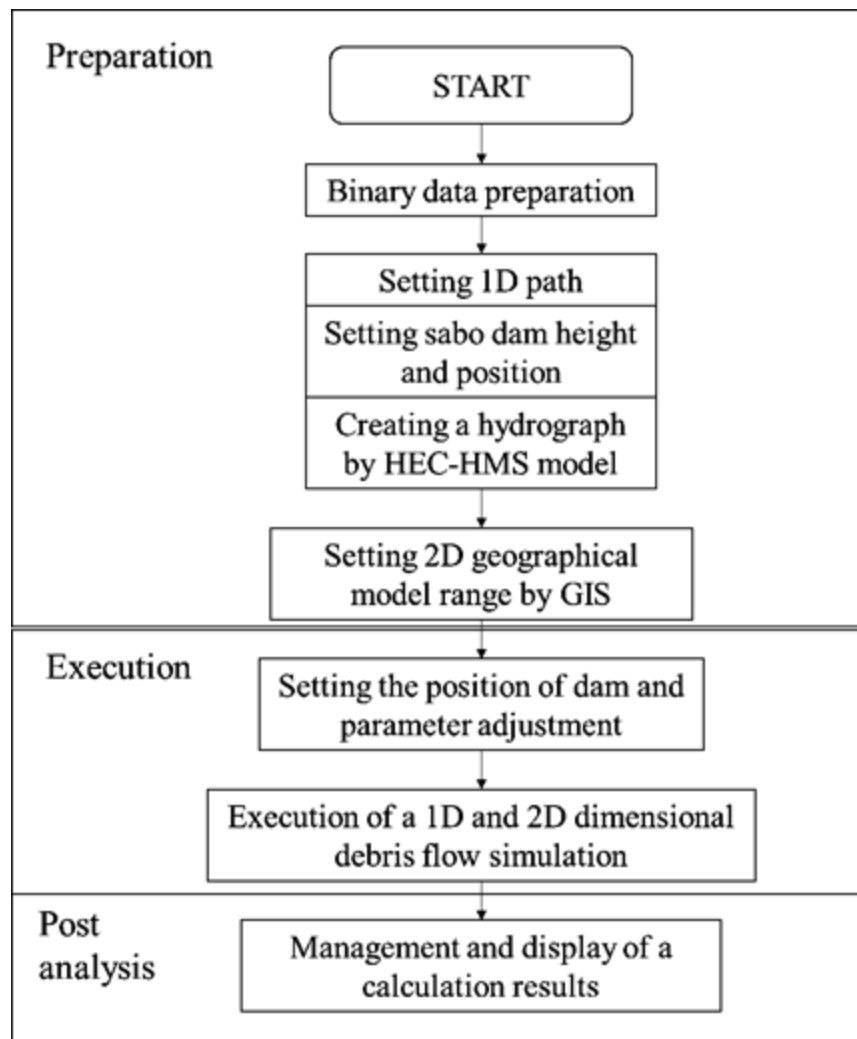 Preparation
START
Binary data preparation
Setting 1D path
Setting sabo dam height
and position
Creating a hydrograph
by HEC-HMS model
Setting 2D geographical
model range by GIS
Execution
Setting the position of dam and
parameter adjustment
Execution of a 1D and 2D dimensional
debris flow simulation
Post
analysis
Management and display of a
calculation results